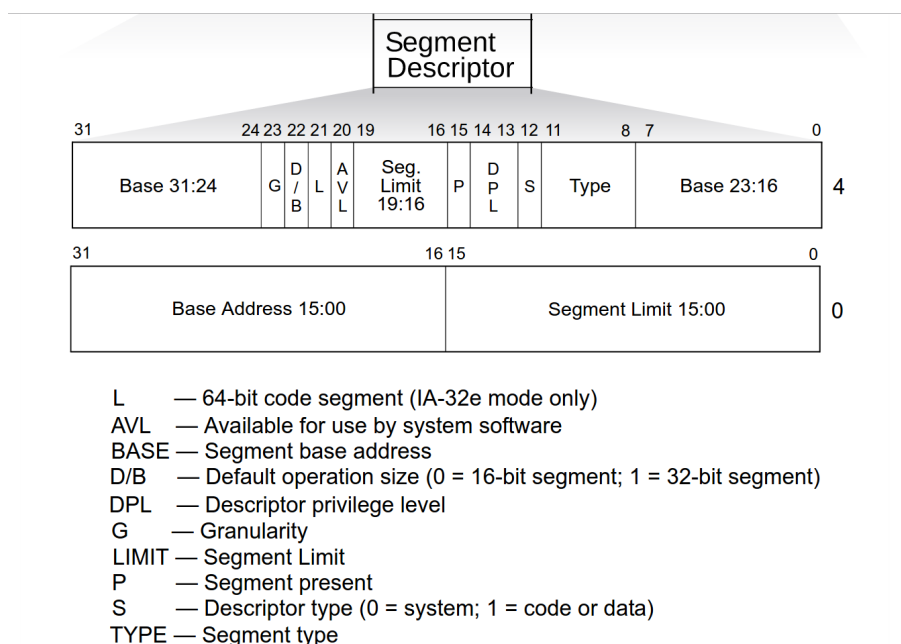 Segment
Descriptor
31 24 23 22 21 20 19 16 15 14 13 12 11 8 7 0
Base 31:24 G D/B L AVL Seg. Limit 19:16 P DPL S Type Base 23:16 4
31 16 15 0
Base Address 15:00 Segment Limit 15:00 0
L — 64-bit code segment (IA-32e mode only)
AVL — Available for use by system software
BASE — Segment base address
D/B — Default operation size (0 = 16-bit segment; 1 = 32-bit segment)
DPL — Descriptor privilege level
G — Granularity
LIMIT — Segment Limit
P — Segment present
S — Descriptor type (0 = system; 1 = code or data)
TYPE — Segment type